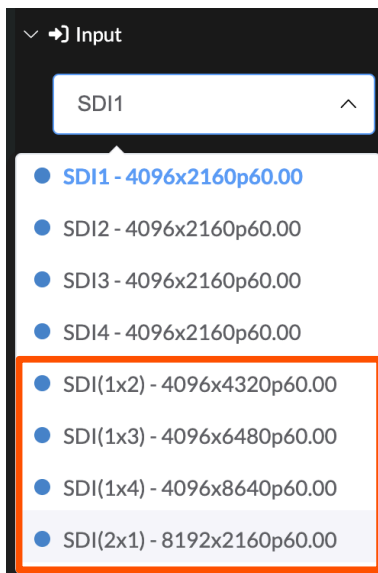 Input
SDI1
SDI1 - 4096x2160p60.00
SDI2 - 4096x2160p60.00
SDI3 - 4096x2160p60.00
SDI4 - 4096x2160p60.00
SDI(1x2) - 4096x4320p60.00
SDI(1x3) - 4096x6480p60.00
SDI(1x4) - 4096x8640p60.00
SDI(2x1) - 8192x2160p60.00